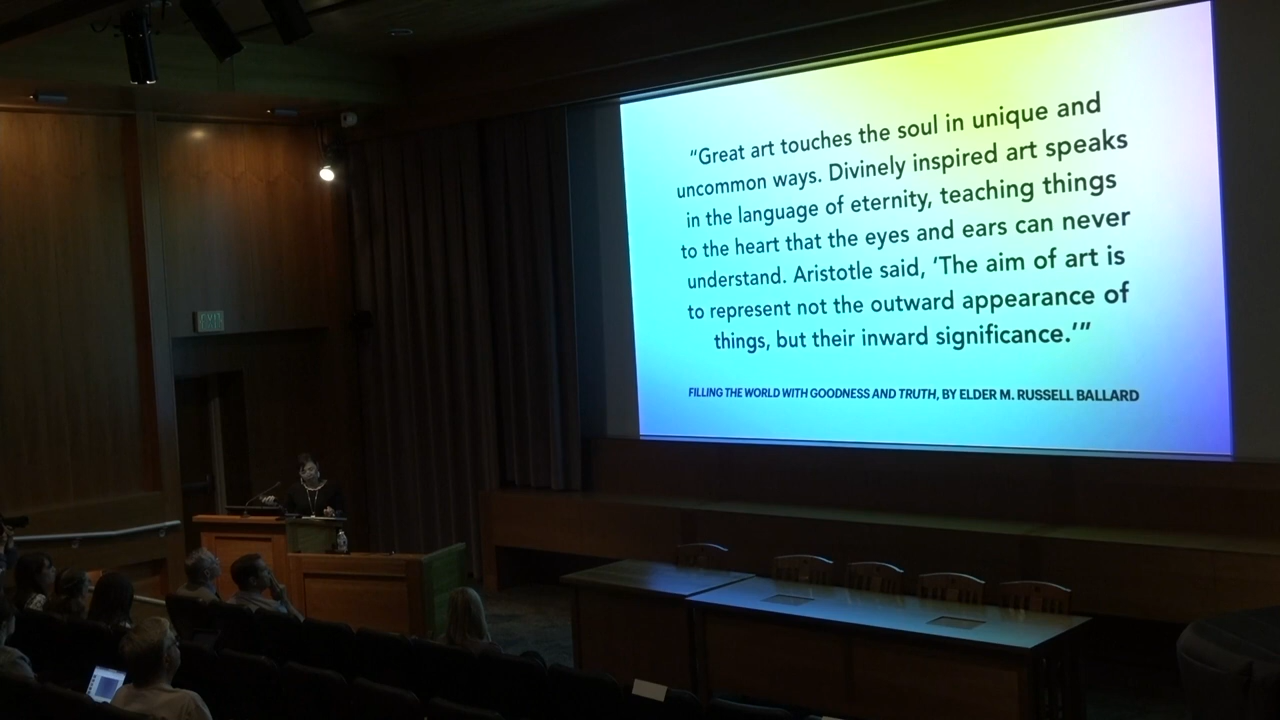 EXIT
“Great art touches the soul in unique and
uncommon ways. Divinely inspired art speaks
in the language of eternity, teaching things
to the heart that the eyes and ears can never
understand. Aristotle said, ‘The aim of art is
to represent not the outward appearance of
things, but their inward significance.’”
FILLING THE WORLD WITH GOODNESS AND TRUTH, BY ELDER M. RUSSELL BALLARD